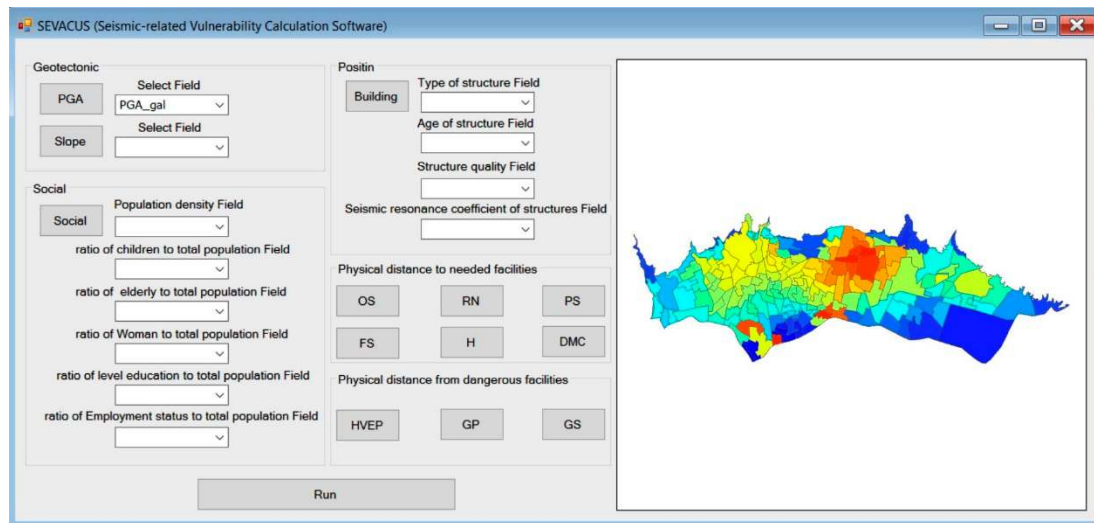 SEVACUS (Seismic-related Vulnerability Calculation Software)
Geotectonic
Select Field
PGA
PGA_gal
Select Field
Slope
Social
Population density Field
Social
ratio of children to total population Field
ratio of elderly to total population Field
ratio of Woman to total population Field
ratio of level education to total population Field
ratio of Employment status to total population Field
Positin
Type of structure Field
Building
Age of structure Field
Structure quality Field
Seismic resonance coefficient of structures Field
Physical distance to needed facilities
OS RN PS
FS H DMC
Physical distance from dangerous facilities
HVEP GP GS
Run